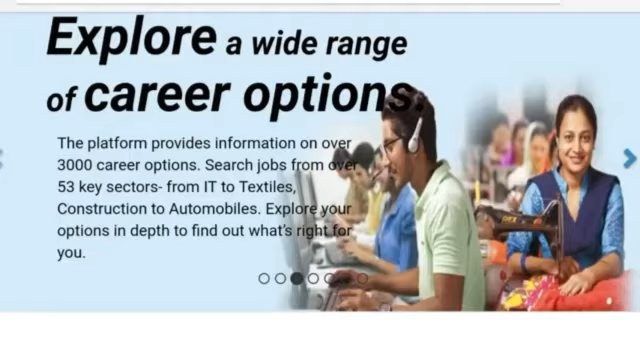 Explore a wide range
of career options.
The platform provides information on over
3000 career options. Search jobs from over
53 key sectors- from IT to Textiles,
Construction to Automobiles. Explore your
options in depth to find out what's right for
you.